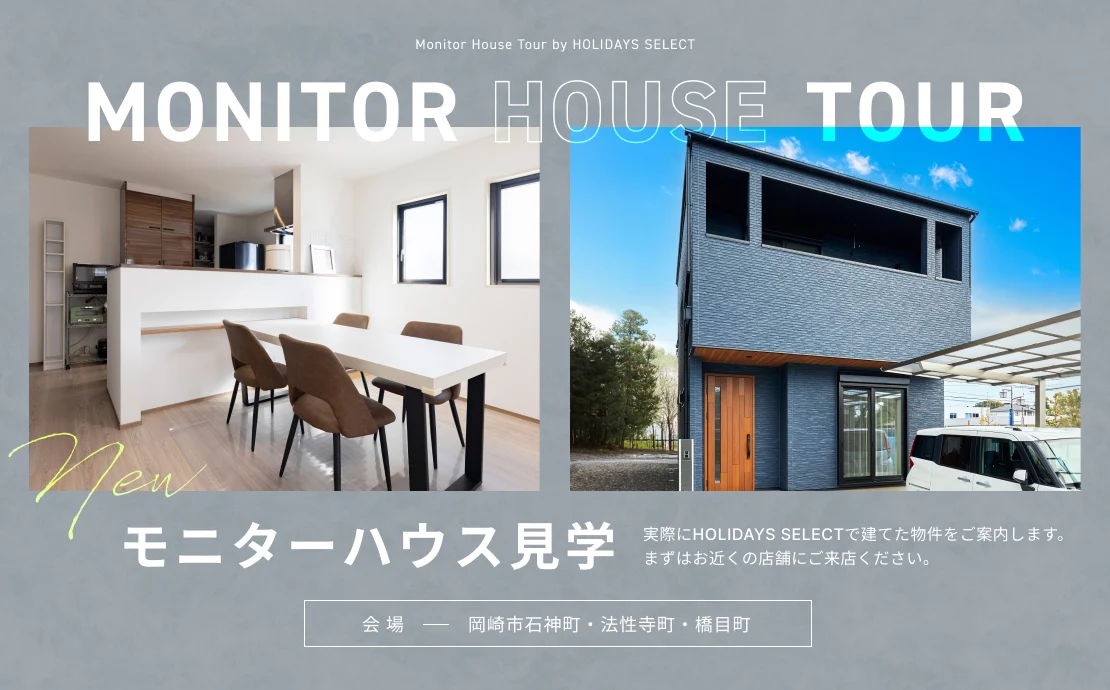 Monitor House Tour by HOLIDAYS SELECT
MONITOR HOUSE TOUR
New
モニターハウス見学
実際にHOLIDAYS SELECTで建てた物件をご案内します。
まずはお近くの店舗にご来店ください。
会場 — 岡崎市石神町・法性寺町・橋目町